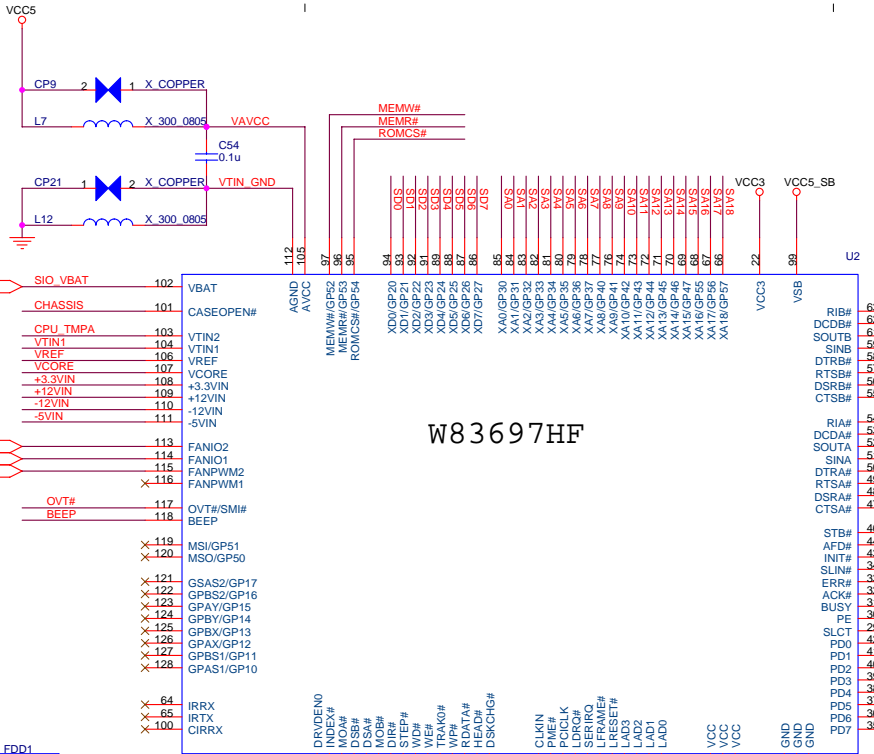 VCC5
CP9 2 1 X_COPPER
L7 X_300_0805 VAVCC
C54
0.1u
CP21 1 2 X_COPPER VTIN_GND
L12 X_300_0805
MEMW#
MEMR#
ROMCS#
SD0 SD1 SD2 SD3 SD4 SD5 SD6 SD7
SA0 SA1 SA2 SA3 SA4 SA5 SA6 SA7 SA8 SA9 SA10 SA11 SA12 SA13 SA14 SA15 SA16 SA17 SA18
VCC3 VCC5_SB
112 105 97 96 95 94 93 92 91 89 88 87 86 85 84 83 82 81 80 79 78 77 76 74 73 72 71 70 69 68 67 66 22 99
U2
AGND AVCC MEMW#/GP52 MEMR#/GP53 ROMCS#/GP54
XD0/GP20 XD1/GP21 XD2/GP22 XD3/GP23 XD4/GP24 XD5/GP25 XD6/GP26 XD7/GP27
XA0/GP30 XA1/GP31 XA2/GP32 XA3/GP33 XA4/GP34 XA5/GP35 XA6/GP36 XA7/GP37 XA8/GP40 XA9/GP41 XA10/GP42 XA11/GP43 XA12/GP44 XA13/GP45 XA14/GP46 XA15/GP47 XA16/GP55 XA17/GP56 XA18/GP57
VCC3 VSB
SIO_VBAT 102 VBAT
CHASSIS 101 CASEOPEN#
CPU_TMPA 103 VTIN2
VTIN1 104 VTIN1
VREF 106 VREF
VCORE 107 VCORE
+3.3VIN 108 +3.3VIN
+12VIN 109 +12VIN
-12VIN 110 -12VIN
-5VIN 111 -5VIN
113 FANIO2
114 FANIO1
115 FANPWM2
116 FANPWM1
OVT# 117 OVT#/SMI#
BEEP 118 BEEP
119 MSI/GP51
120 MSO/GP50
121 GSAS2/GP17
122 GPBS2/GP16
123 GPAY/GP15
124 GPBY/GP14
125 GPBX/GP13
126 GPAX/GP12
127 GPBS1/GP11
128 GPAS1/GP10
64 IRRX
65 IRTX
100 CIRRX
W83697HF
RIB#
DCDB#
SOUTB
SINB
DTRB#
RTSB#
DSRB#
CTSB#
RIA#
DCDA#
SOUTA
SINA
DTRA#
RTSA#
DSRA#
CTSA#
STB#
AFD#
INIT#
SLIN#
ERR#
ACK#
BUSY
PE
SLCT
PD0
PD1
PD2
PD3
PD4
PD5
PD6
PD7
DRVDEN0 INDEX# MOA# DSB# DSA# MOB# DIR# STEP# WD# WE# TRAK0# WP# RDATA# HEAD# DSKCHG#
CLKIN PME# PCICLK LDRQ# SERIRQ LFRAME# LRESET# LAD3 LAD2 LAD1 LAD0
VCC VCC VCC
GND GND GND
FDD1